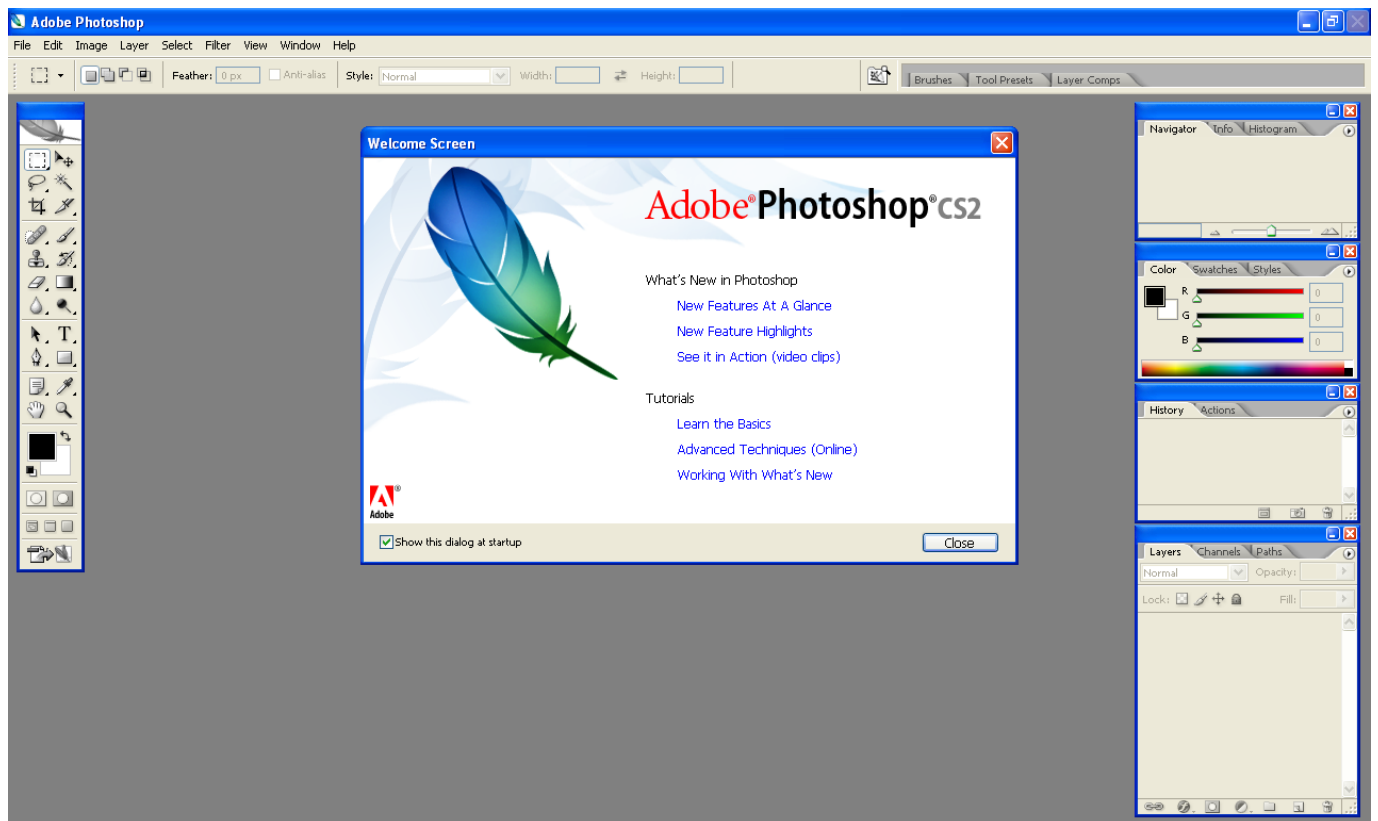 Adobe Photoshop
File Edit Image Layer Select Filter View Window Help
Feather: 0 px Anti-alias Style: Normal Width: Height: Brushes Tool Presets Layer Comps
Welcome Screen
Adobe® Photoshop® CS2
What's New in Photoshop
New Features At A Glance
New Feature Highlights
See it in Action (video clips)
Tutorials
Learn the Basics
Advanced Techniques (Online)
Working With What's New
Adobe®
Show this dialog at startup
Close
T
Navigator Info Histogram
Color Swatches Styles
R 0
G 0
B 0
History Actions
Layers Channels Paths
Normal Opacity:
Lock: Fill: